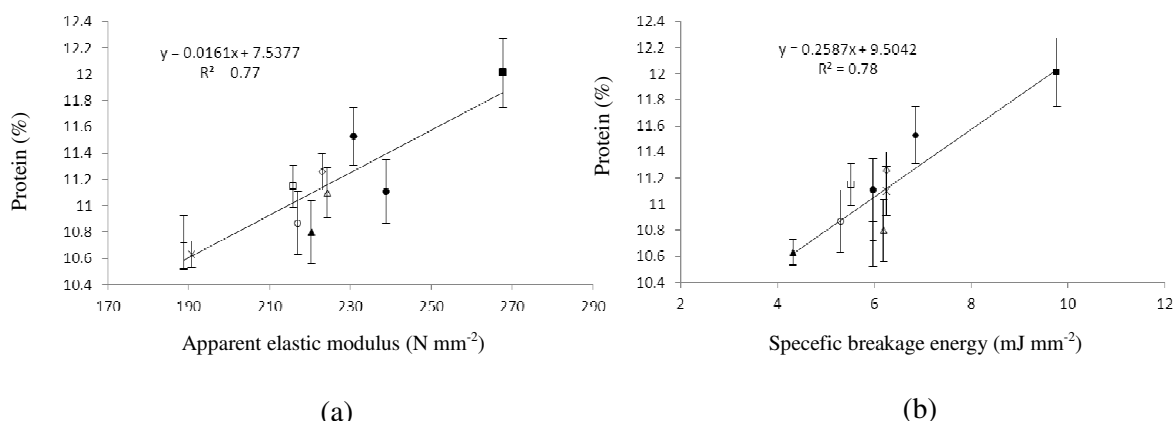 12.4
12.2
12
11.8
11.6
11.4
11.2
11
10.8
10.6
10.4
Protein (%)
y = 0.0161x + 7.5377
R² 0.77
170 190 210 230 250 270 290
Apparent elastic modulus (N mm⁻²)
(a)
12.4
12.2
12
11.8
11.6
11.4
11.2
11
10.8
10.6
10.4
Protein (%)
y = 0.2587x + 9.5042
R² = 0.78
2 4 6 8 10 12
Specefic breakage energy (mJ mm⁻²)
(b)